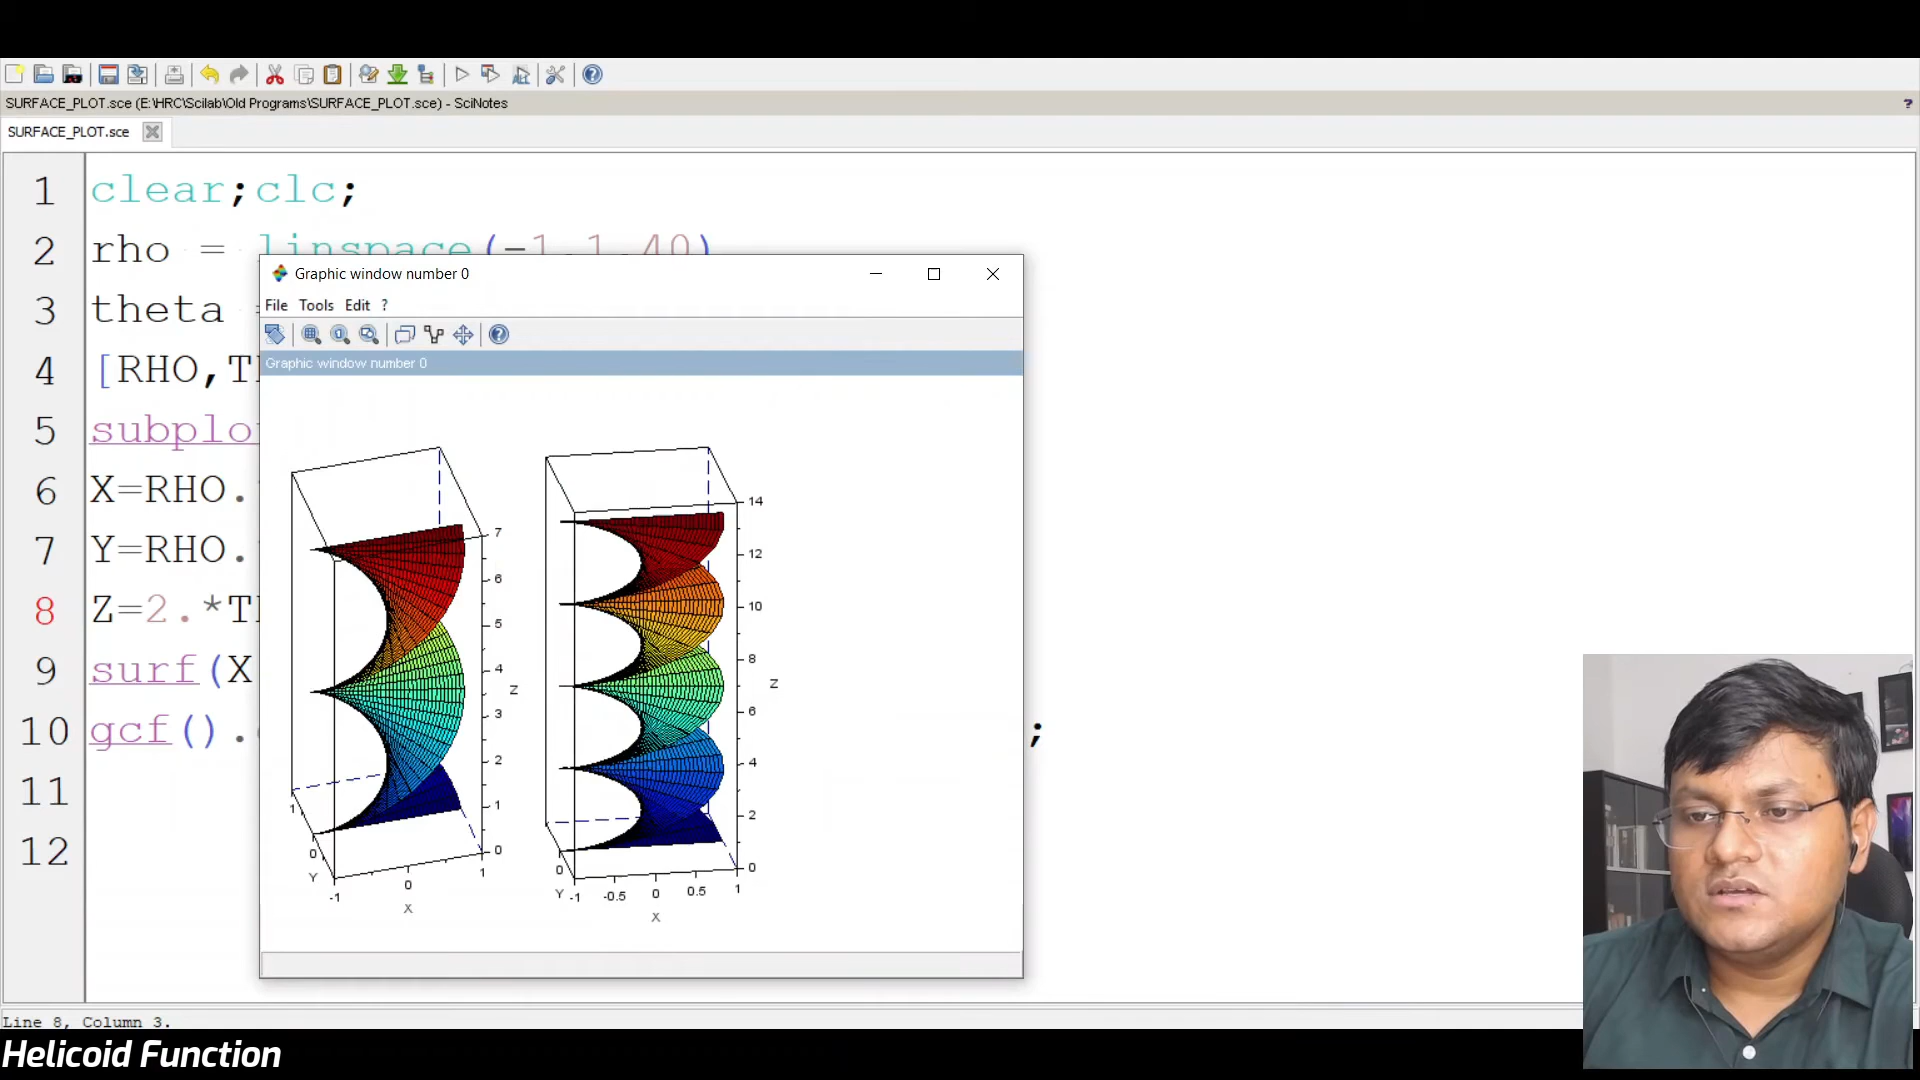 SURFACE_PLOT.sce (E:\HRC\Scilab\Old Programs\SURFACE_PLOT.sce) - SciNotes
?
SURFACE_PLOT.sce
1 clear;clc;
2 rho = linspace(-1,1,40)
3 theta
4 [RHO,T
5 subplo
6 X=RHO.
7 Y=RHO.
8 Z=2.*T
9 surf(X
10 gcf(). ;
11
12
Graphic window number 0
File Tools Edit ?
Graphic window number 0
7
6
5
4
3
2
1
0
Z
1
0
Y
-1
0
1
X
14
12
10
8
6
4
2
0
Z
0
Y
-1
-0.5
0
0.5
1
X
Line 8, Column 3.
Helicoid Function